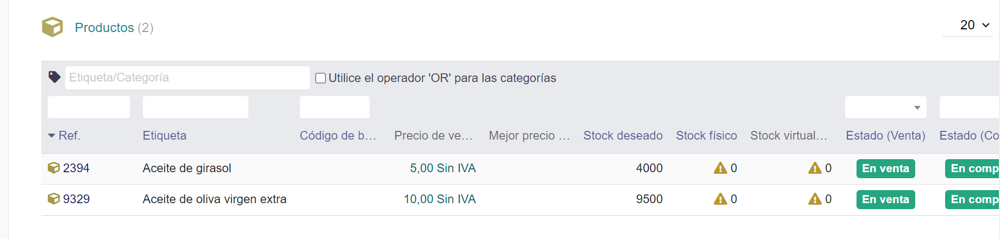 Productos (2)
20
Etiqueta/Categoría
Utilice el operador 'OR' para las categorías
Ref. Etiqueta Código de b... Precio de ve... Mejor precio ... Stock deseado Stock físico Stock virtual... Estado (Venta) Estado (Co
2394 Aceite de girasol 5,00 Sin IVA 4000 0 0 En venta En comp
9329 Aceite de oliva virgen extra 10,00 Sin IVA 9500 0 0 En venta En comp